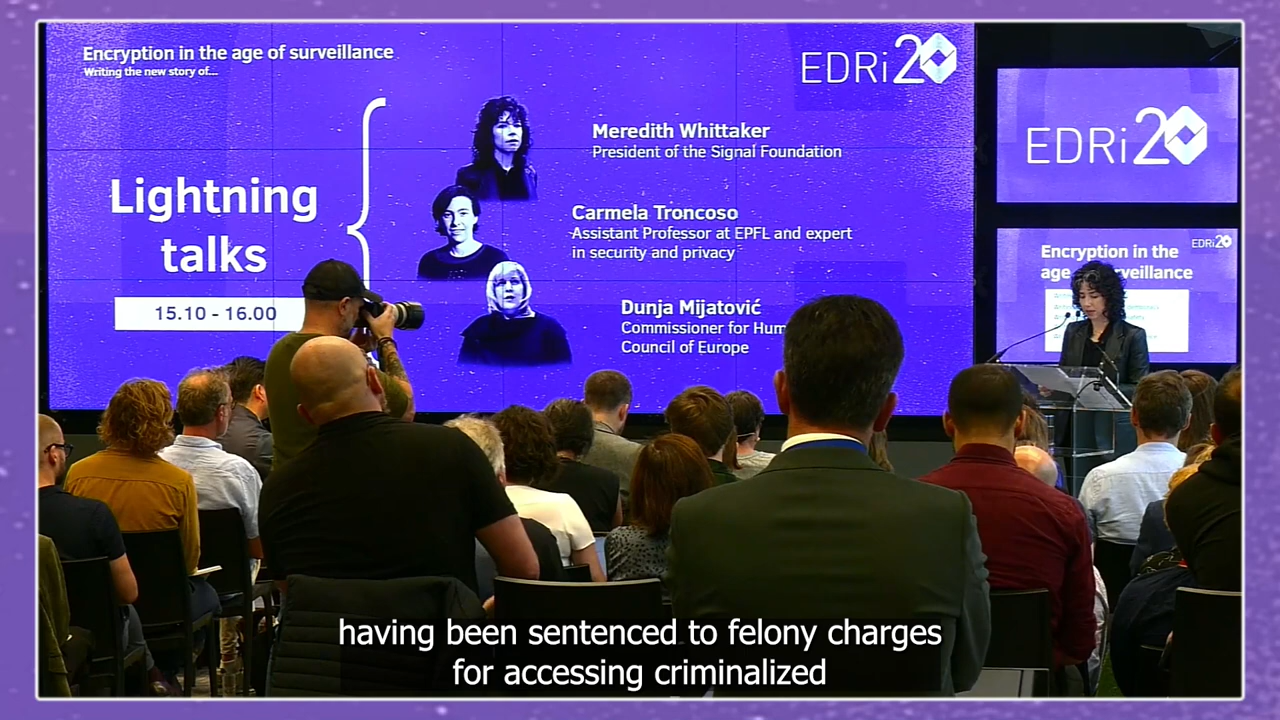 Encryption in the age of surveillance
Writing the new story of...
EDRi20
Lightning
talks
15.10 - 16.00
Meredith Whittaker
President of the Signal Foundation
Carmela Troncoso
Assistant Professor at EPFL and expert
in security and privacy
Dunja Mijatović
Commissioner for Hum
Council of Europe
EDRi20
EDRi20
Encryption in the
age veillance
having been sentenced to felony charges
for accessing criminalized